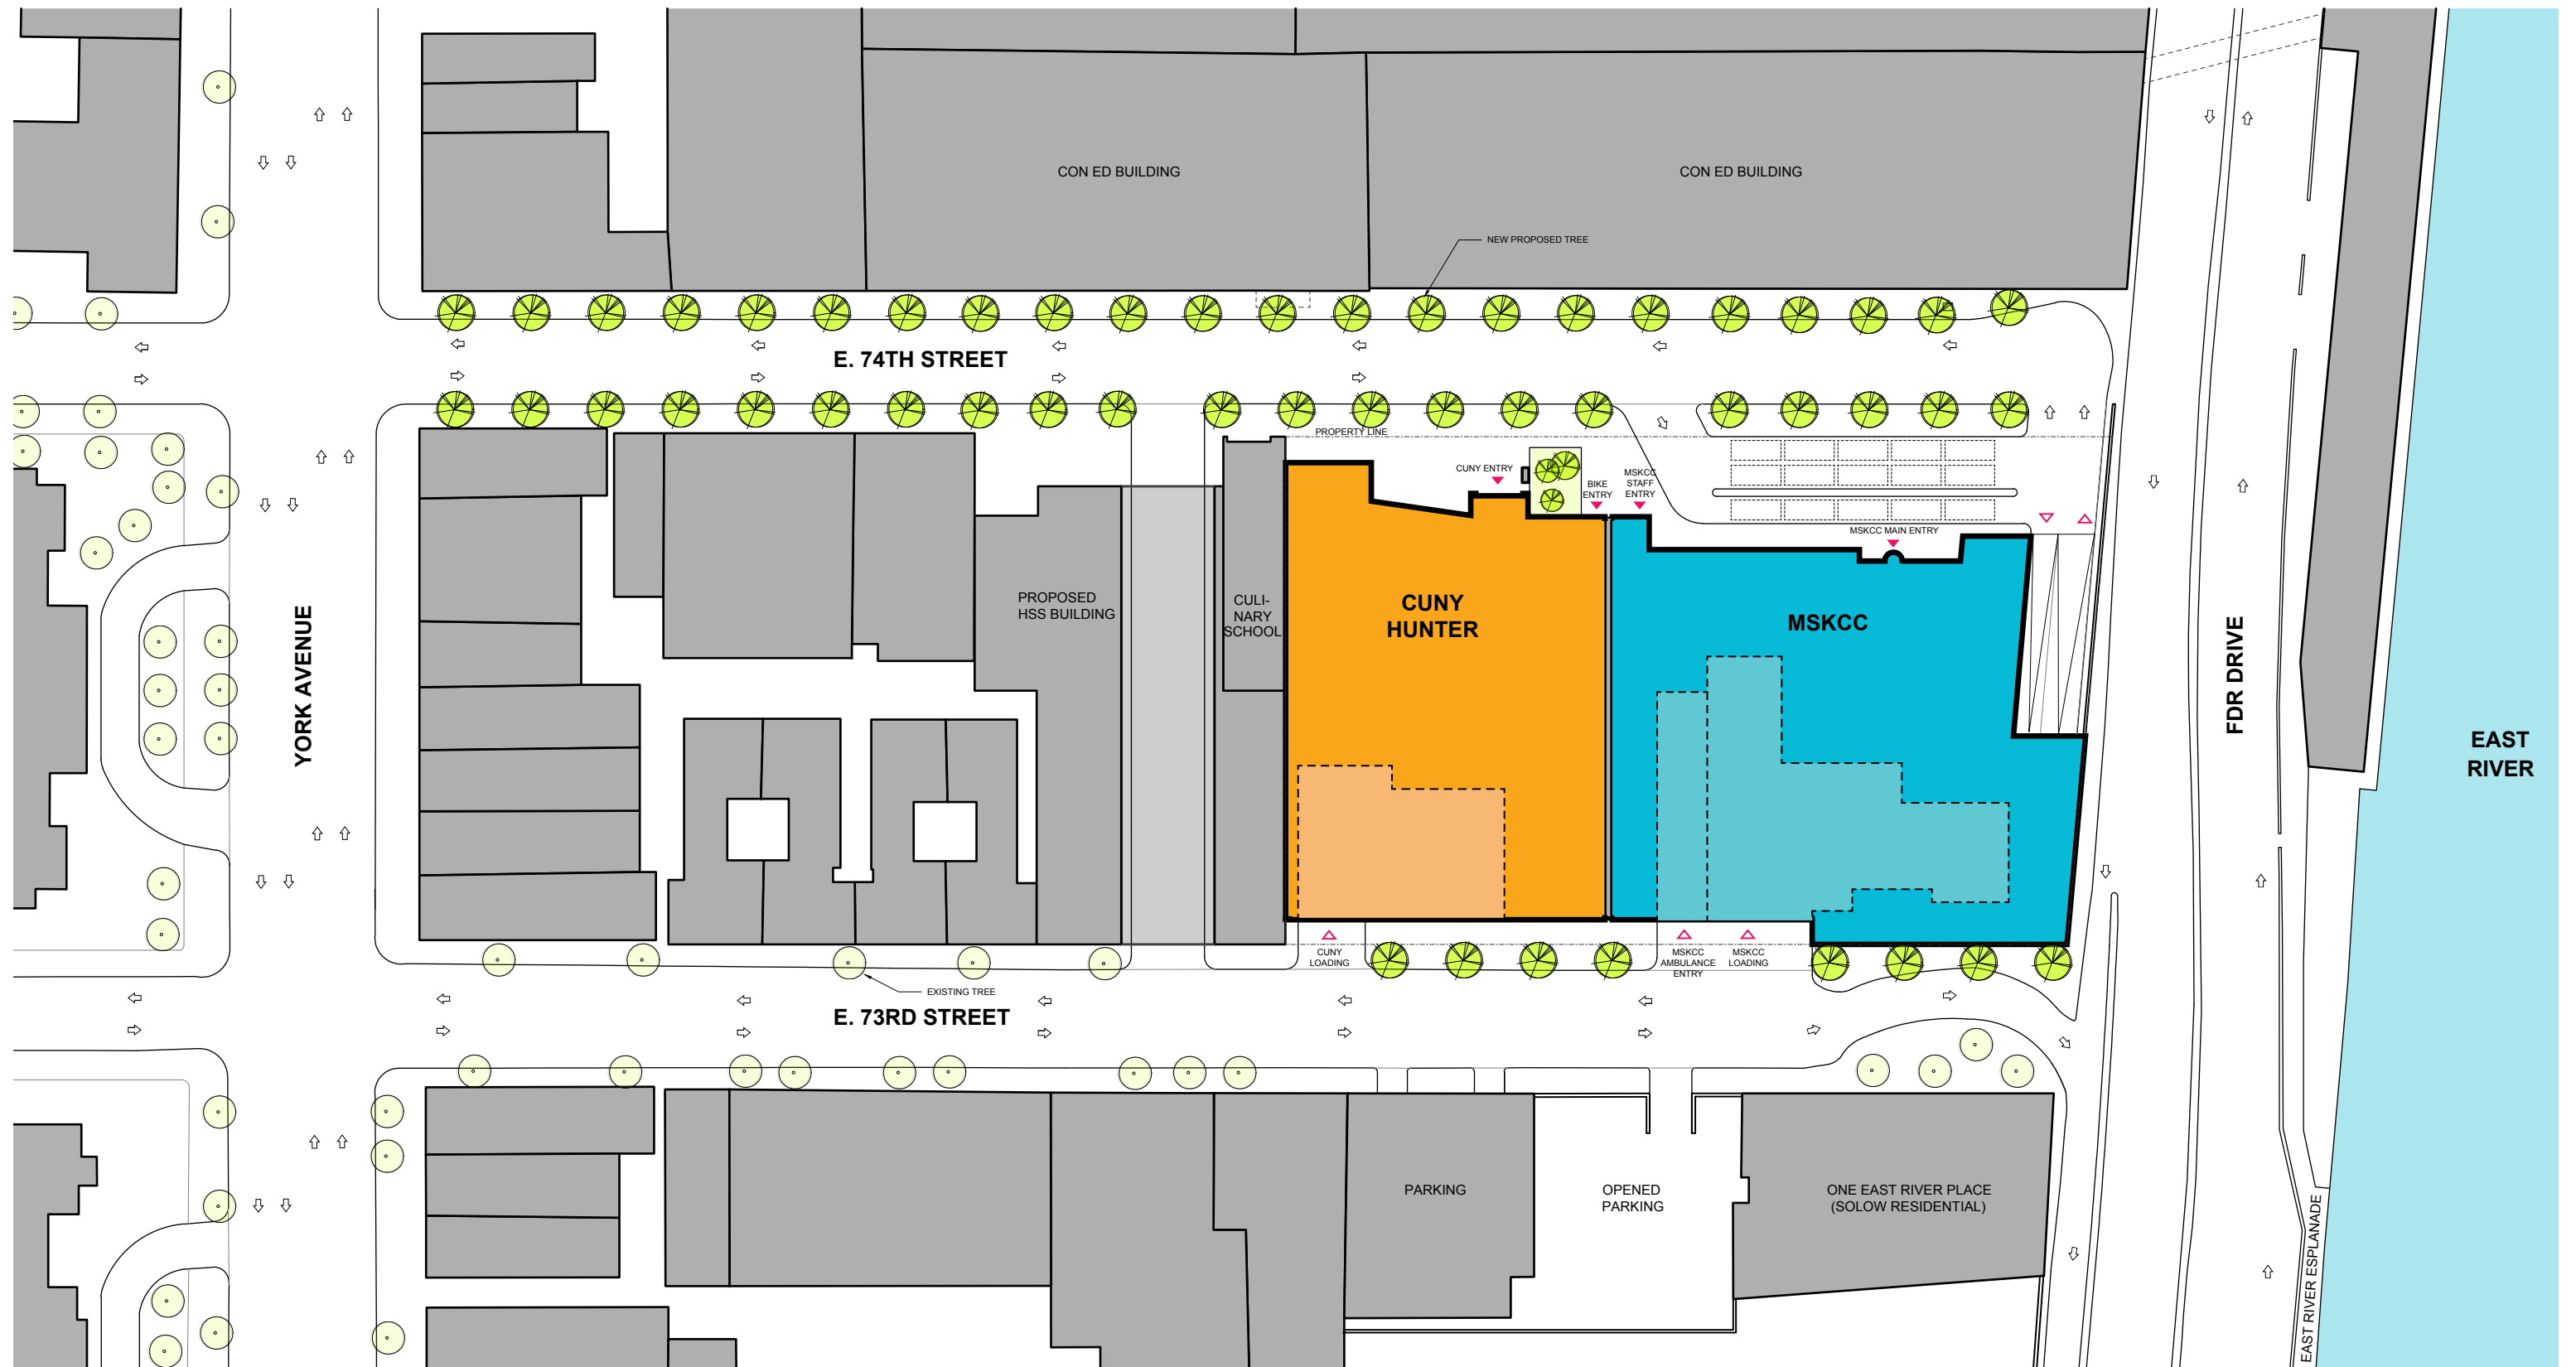 CON ED BUILDING
CON ED BUILDING
NEW PROPOSED TREE
E. 74TH STREET
PROPERTY LINE
CUNY ENTRY
BIKE
ENTRY
MSKCC
STAFF
ENTRY
MSKCC MAIN ENTRY
YORK AVENUE
PROPOSED
HSS BUILDING
CULI-
NARY
SCHOOL
CUNY
HUNTER
MSKCC
FDR DRIVE
EAST
RIVER
CUNY
LOADING
MSKCC
AMBULANCE
ENTRY
MSKCC
LOADING
EXISTING TREE
E. 73RD STREET
PARKING
OPENED
PARKING
ONE EAST RIVER PLACE
(SOLOW RESIDENTIAL)
EAST RIVER ESPLANADE